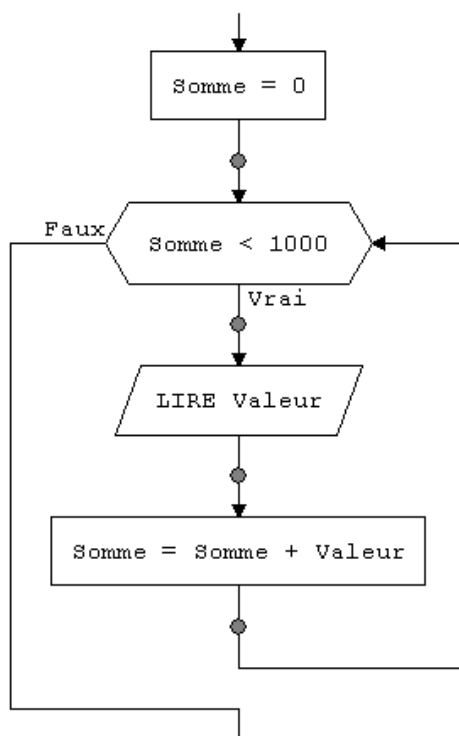 Somme = 0
Faux
Somme < 1000
Vrai
LIRE Valeur
Somme = Somme + Valeur